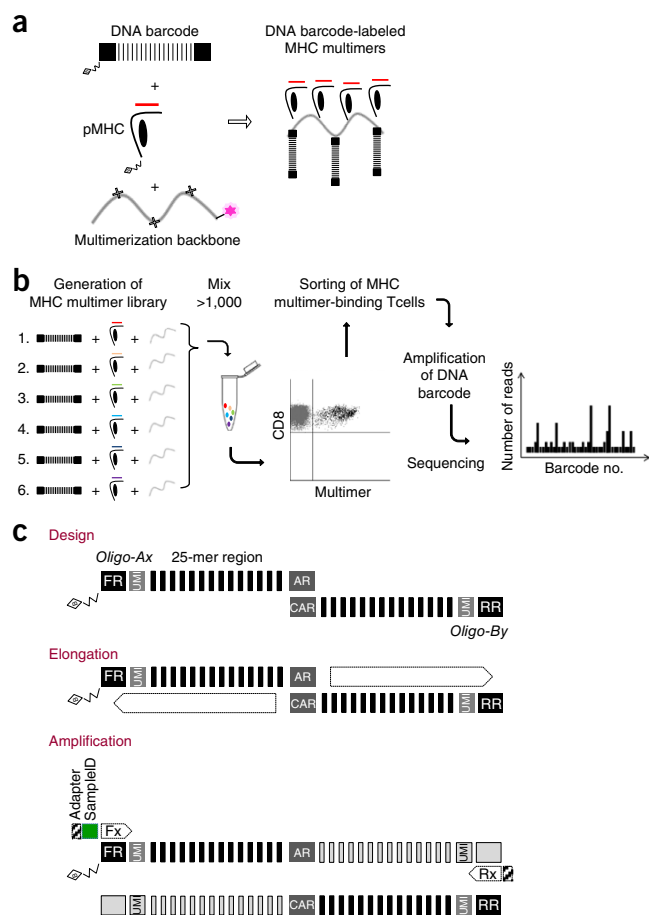 a
DNA barcode
DNA barcode-labeled
MHC multimers
+
pMHC
+
Multimerization backbone
b
Generation of
MHC multimer library
Mix
>1,000
Sorting of MHC
multimer-binding Tcells
1. + +
2. + +
3. + +
4. + +
5. + +
6. + +
CD8
Multimer
Amplification
of DNA
barcode
Sequencing
Number of reads
Barcode no.
c
Design
Oligo-Ax
25-mer region
FR
UMI
AR
CAR
UMI
RR
Oligo-By
Elongation
FR
UMI
AR
CAR
UMI
RR
Amplification
Adapter
SampleID
Fx
FR
UMI
AR
UMI
Rx
UMI
CAR
UMI
RR